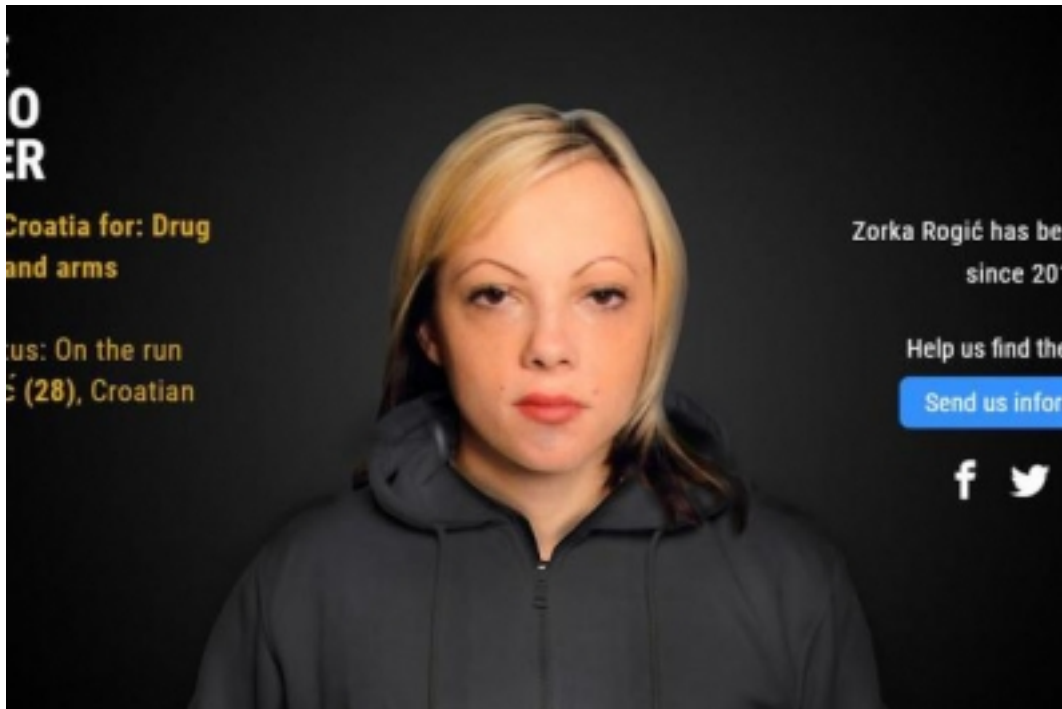 O
ER
Croatia for: Drug
and arms
tus: On the run
ć (28), Croatian
Zorka Rogić has be
since 201
Help us find the
Send us infor
f